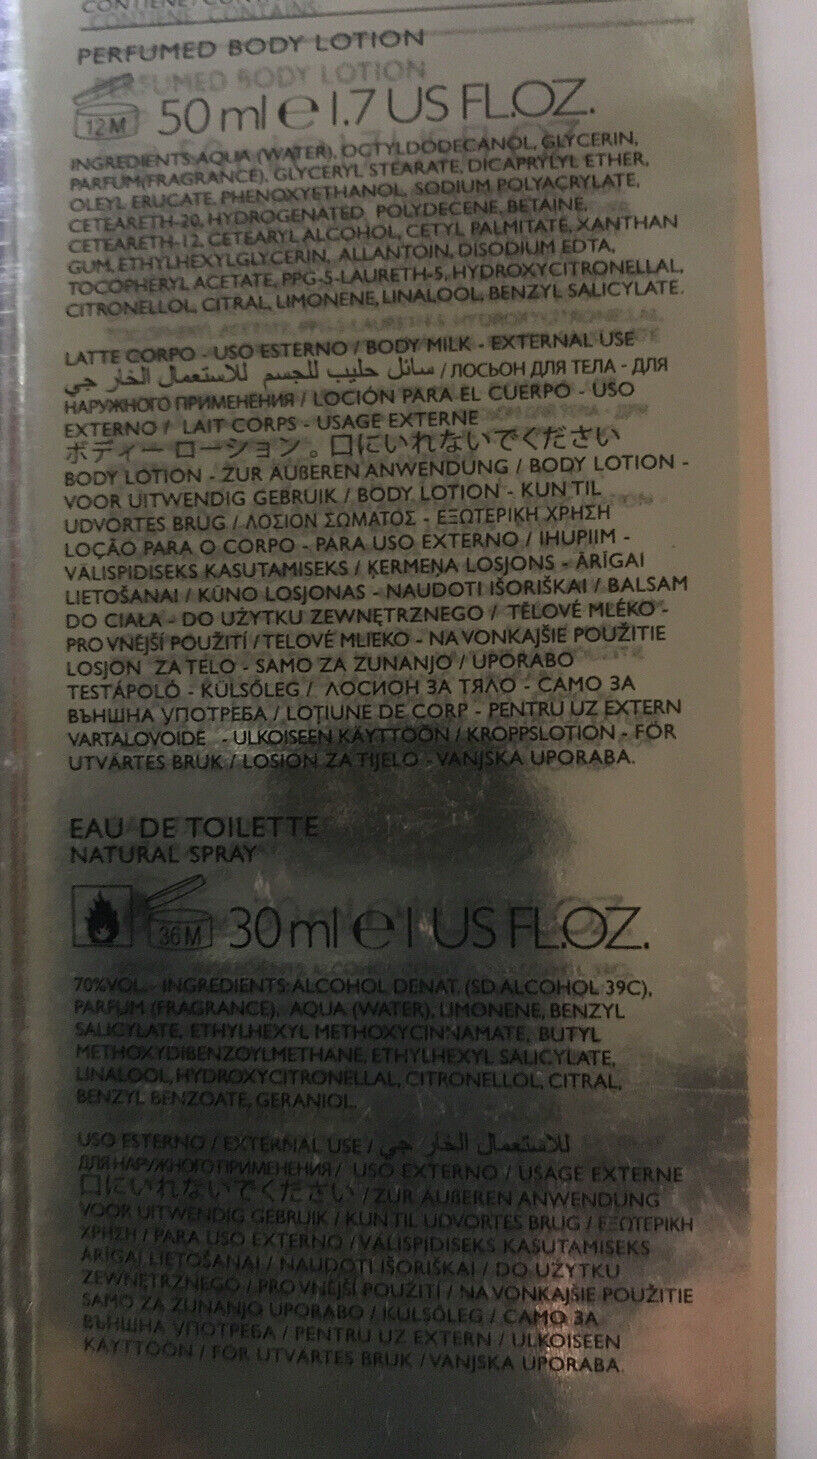 PERFUMED BODY LOTION
12M 50 ml e 1.7 US FL.OZ.
INGREDIENTS:AQUA (WATER), OCTYLDODECANOL, GLYCERIN,
PARFUM(FRAGRANCE), GLYCERYL STEARATE, DICAPRYLYL ETHER,
OLEYL ERUCATE, PHENOXYETHANOL, SODIUM POLYACRYLATE,
CETEARETH-20, HYDROGENATED POLYDECENE, BETAINE,
CETEARETH-12, CETEARYL ALCOHOL, CETYL PALMITATE, XANTHAN
GUM, ETHYLHEXYLGLYCERIN, ALLANTOIN, DISODIUM EDTA,
TOCOPHERYL ACETATE, PPG-5-LAURETH-5, HYDROXYCITRONELLAL,
CITRONELLOL, CITRAL, LIMONENE, LINALOOL, BENZYL SALICYLATE.
LATTE CORPO - USO ESTERNO / BODY MILK - EXTERNAL USE
سائل حليب للجسم للاستعمال الخار جي / ЛОСЬОН ДЛЯ ТЕЛА - ДЛЯ
НАРУЖНОГО ПРИМЕНЕНИЯ / LOCIÓN PARA EL CUERPO - USO
EXTERNO / LAIT CORPS - USAGE EXTERNE
ボディー ローション。口にいれないでください
BODY LOTION - ZUR AUßEREN ANWENDUNG / BODY LOTION -
VOOR UITWENDIG GEBRUIK / BODY LOTION - KUN TIL
UDVORTES BRUG / ΛΟΣΙΟΝ ΣΩΜΑΤΟΣ - ΕΞΩΤΕΡΙΚΗ ΧΡΗΣΗ
LOÇÃO PARA O CORPO - PARA USO EXTERNO / IHUPIIM -
VÄLISPIDISEKS KASUTAMISEKS / ĶERMEŅA LOSJONS - ĀRĪGAI
LIETOŠANAI / KŪNO LOSJONAS - NAUDOTI IŠORIŠKAI / BALSAM
DO CIAŁA - DO UŻYTKU ZEWNĘTRZNEGO / TĚLOVÉ MLÉKO -
PRO VNĚJŠÍ POUŽITÍ / TELOVÉ MLIEKO - NA VONKAJŠIE POUŽITIE
LOSJON ZA TELO - SAMO ZA ZUNANJO / UPORABO
TESTÁPOLÓ - KÜLSŐLEG / ЛОСИОН ЗА ТЯЛО - САМО ЗА
ВЪНШНА УПОТРЕБА / LOȚIUNE DE CORP - PENTRU UZ EXTERN
VARTALOVOIDE - ULKOISEEN KÄYTTÖÖN / KROPPSLOTION - FÖR
UTVÄRTES BRUK / LOSION ZA TIJELO - VANJSKA UPORABA.
EAU DE TOILETTE
NATURAL SPRAY
36M 30 ml e 1 US FL.OZ.
70%VOL.- INGREDIENTS:ALCOHOL DENAT. (SD ALCOHOL 39C),
PARFUM (FRAGRANCE), AQUA (WATER), LIMONENE, BENZYL
SALICYLATE, ETHYLHEXYL METHOXYCINNAMATE, BUTYL
METHOXYDIBENZOYLMETHANE, ETHYLHEXYL SALICYLATE,
LINALOOL, HYDROXYCITRONELLAL, CITRONELLOL, CITRAL,
BENZYL BENZOATE, GERANIOL.
USO ESTERNO / EXTERNAL USE / للاستعمال الخار جي
ДЛЯ НАРУЖНОГО ПРИМЕНЕНИЯ / USO EXTERNO / USAGE EXTERNE
口にいれないでください / ZUR AUßEREN ANWENDUNG
VOOR UITWENDIG GEBRUIK / KUN TIL UDVORTES BRUG / ΕΞΩΤΕΡΙΚΗ
ΧΡΗΣΗ / PARA USO EXTERNO / VÄLISPIDISEKS KASUTAMISEKS
ĀRĪGAI LIETOŠANAI / NAUDOTI IŠORIŠKAI / DO UŻYTKU
ZEWNĘTRZNEGO / PRO VNĚJŠÍ POUŽITÍ / NA VONKAJŠIE POUŽITIE
SAMO ZA ZUNANJO UPORABO / KÜLSŐLEG / САМО ЗА
ВЪНШНА УПОТРЕБА / PENTRU UZ EXTERN / ULKOISEEN
KÄYTTÖÖN / FÖR UTVÄRTES BRUK / VANJSKA UPORABA.